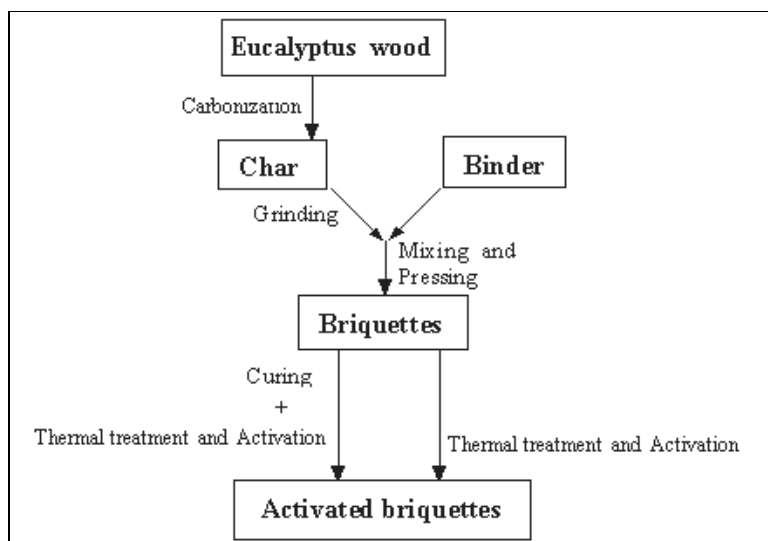 Eucalyptus wood
Carbonization
Char
Binder
Grinding
Mixing and
Pressing
Briquettes
Curing
+
Thermal treatment and Activation
Thermal treatment and Activation
Activated briquettes